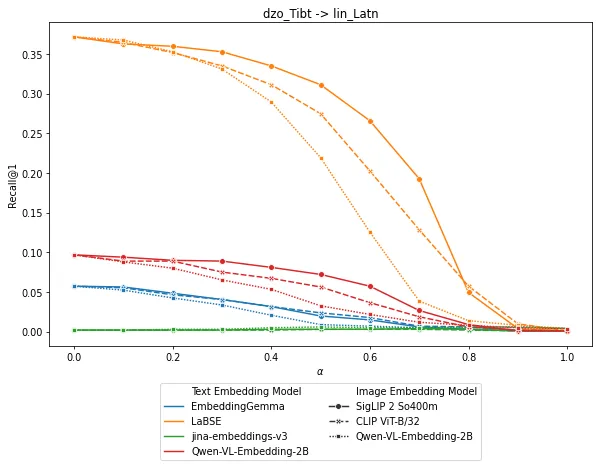 dzo_Tibt -> lin_Latn
Recall@1
0.35
0.30
0.25
0.20
0.15
0.10
0.05
0.00
0.0 0.2 0.4 0.6 0.8 1.0
α
Text Embedding Model Image Embedding Model
EmbeddingGemma SigLIP 2 So400m
LaBSE CLIP ViT-B/32
jina-embeddings-v3 Qwen-VL-Embedding-2B
Qwen-VL-Embedding-2B